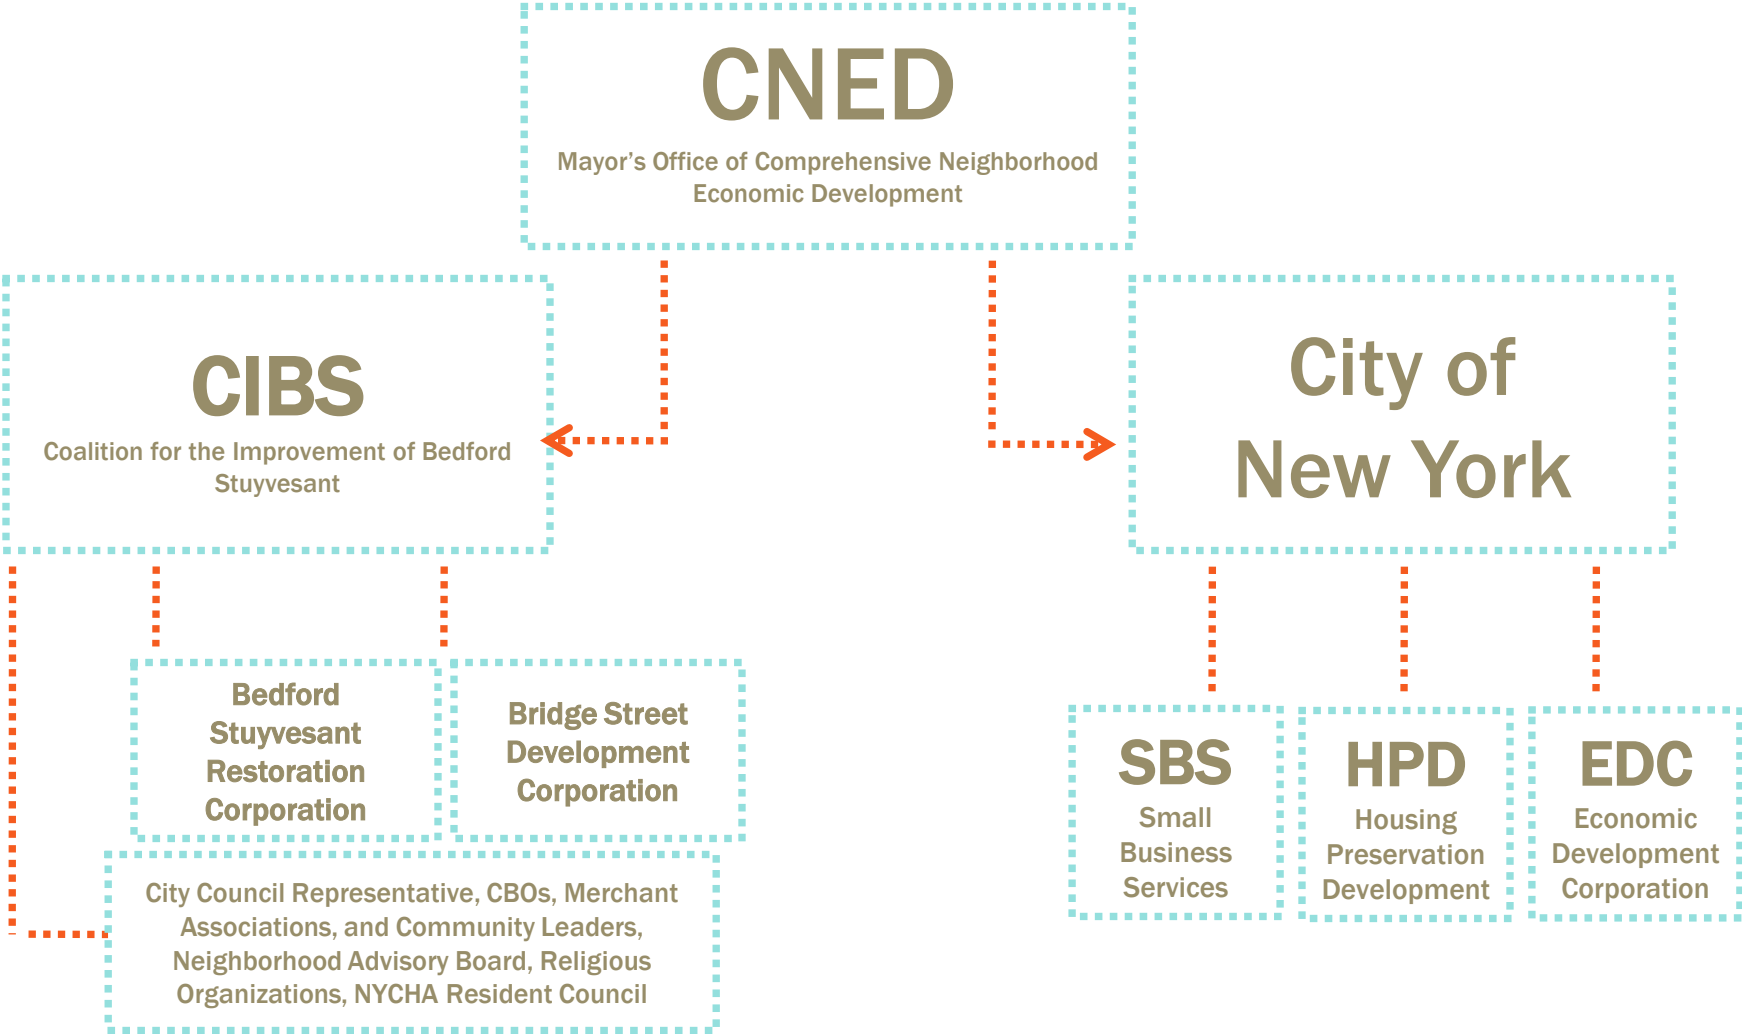 CNED
Mayor’s Office of Comprehensive Neighborhood
Economic Development
CIBS
Coalition for the Improvement of Bedford
Stuyvesant
City of
New York
Bedford
Stuyvesant
Restoration
Corporation
Bridge Street
Development
Corporation
City Council Representative, CBOs, Merchant
Associations, and Community Leaders,
Neighborhood Advisory Board, Religious
Organizations, NYCHA Resident Council
SBS
Small
Business
Services
HPD
Housing
Preservation
Development
EDC
Economic
Development
Corporation